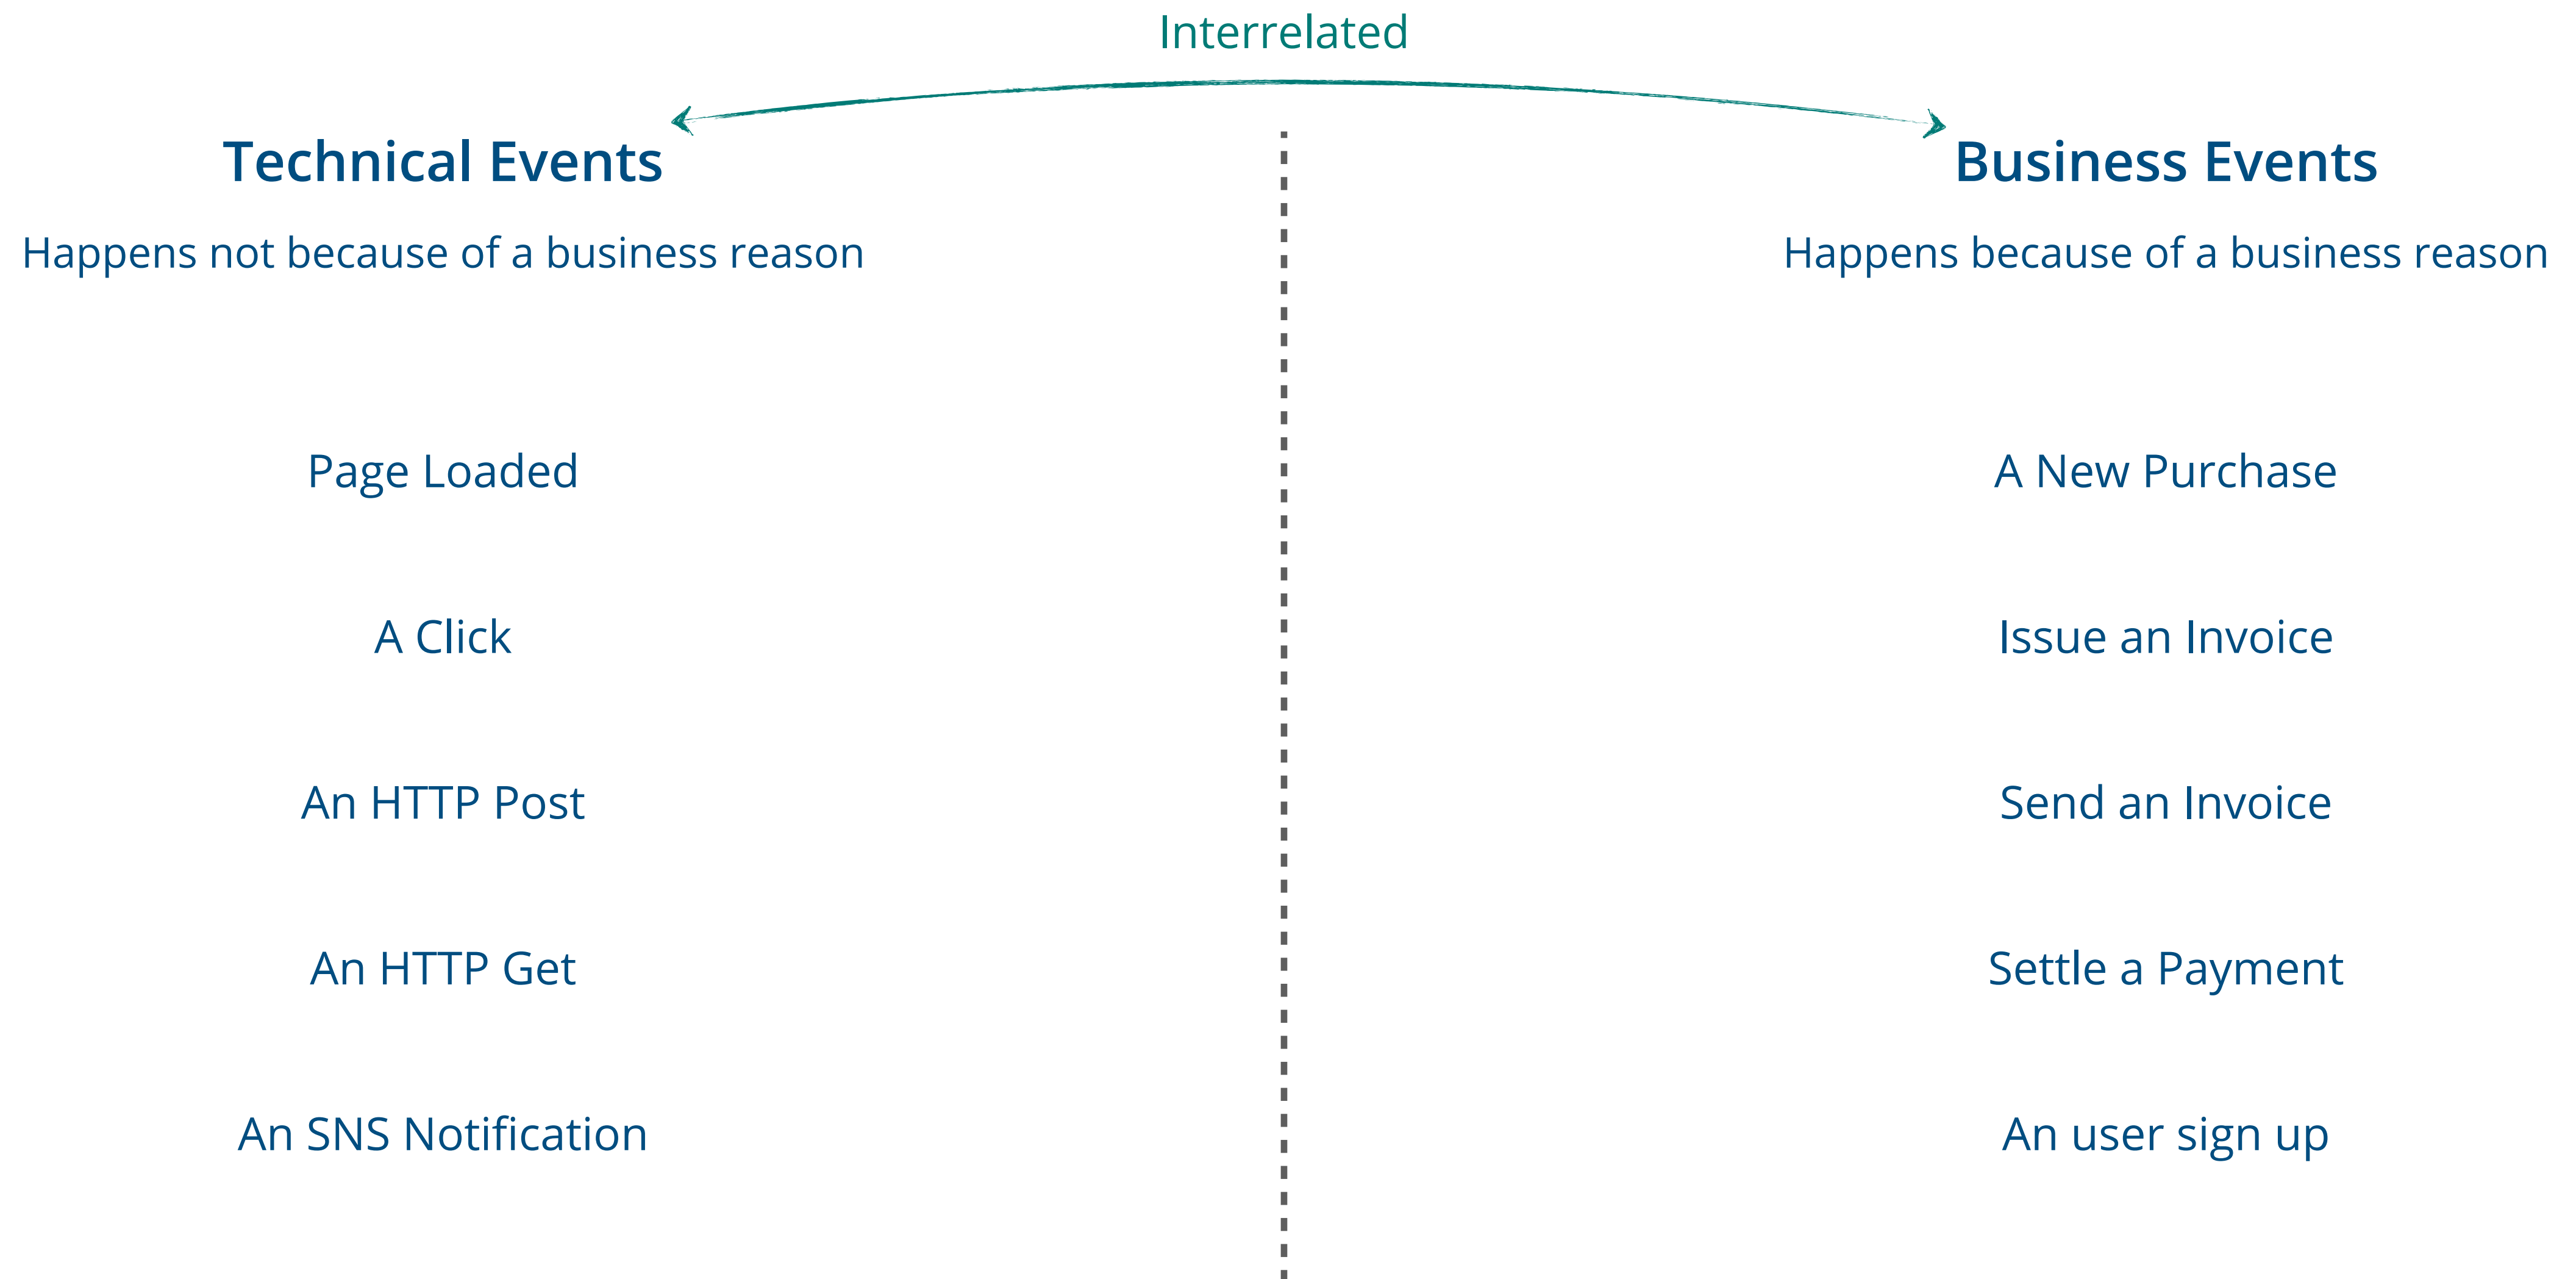 Interrelated
Technical Events
Happens not because of a business reason
Page Loaded
A Click
An HTTP Post
An HTTP Get
An SNS Notification
Business Events
Happens because of a business reason
A New Purchase
Issue an Invoice
Send an Invoice
Settle a Payment
An user sign up